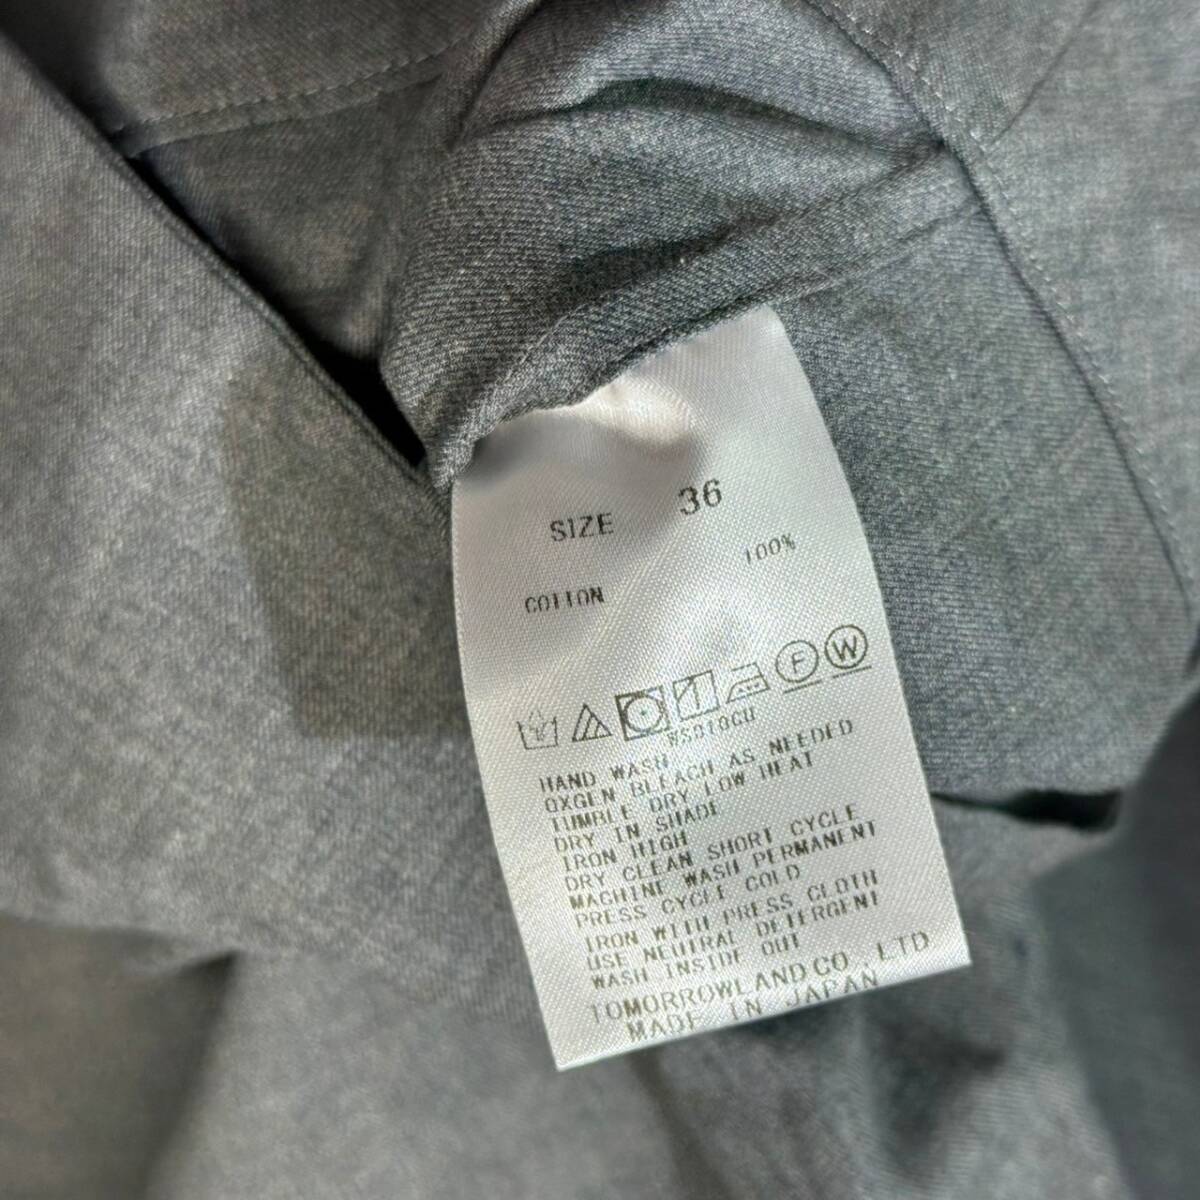 SIZE 36
COTTON 100%
F W
WS010CU
HAND WASH
OXGEN BLEACH AS NEEDED
TUMBLE DRY LOW HEAT
DRY IN SHADE
IRON HIGH
DRY CLEAN SHORT CYCLE
MACHINE WASH PERMANENT
PRESS CYCLE COLD
IRON WITH PRESS CLOTH
USE NEUTRAL DETERGENT
WASH INSIDE OUT
TOMORROWLAND CO.,LTD
MADE IN JAPAN